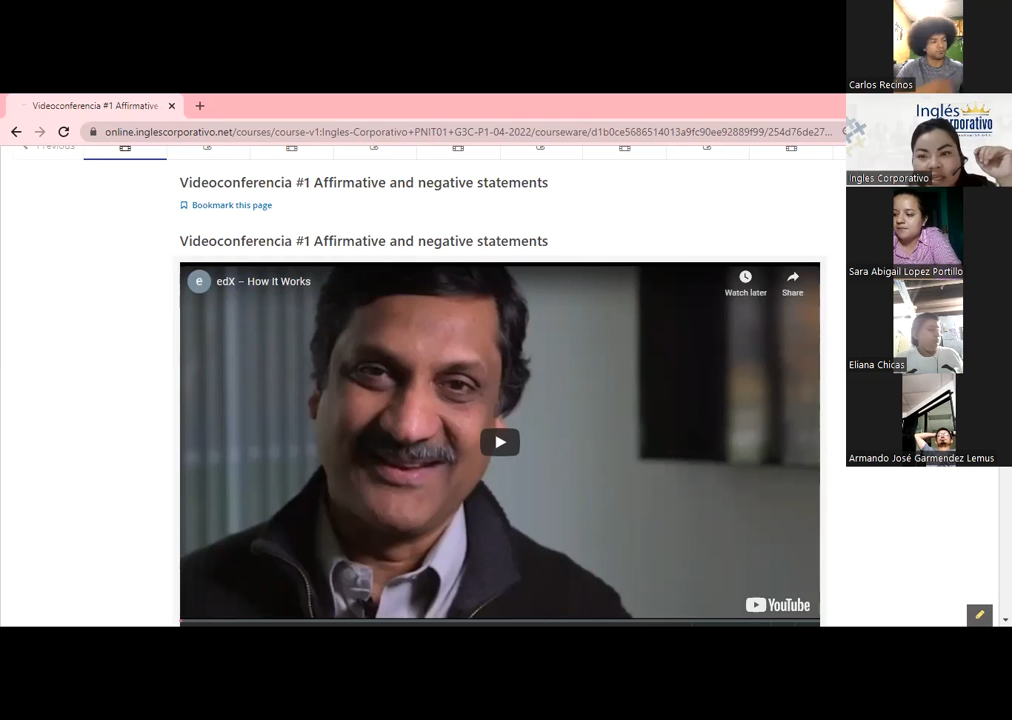 Videoconferencia #1 Affirmative
online.inglescorporativo.net/courses/course-v1:Ingles-Corporativo+PNIT01+G3C-P1-04-2022/courseware/d1b0ce5686514013a9fc90ee92889f99/254d76de27...
Previous
Videoconferencia #1 Affirmative and negative statements
Bookmark this page
Videoconferencia #1 Affirmative and negative statements
e
edX – How It Works
Watch later
Share
YouTube
Carlos Recinos
Inglés
Corporativo
Ingles Corporativo
Sara Abigail Lopez Portillo
Eliana Chicas
Armando José Garmendez Lemus